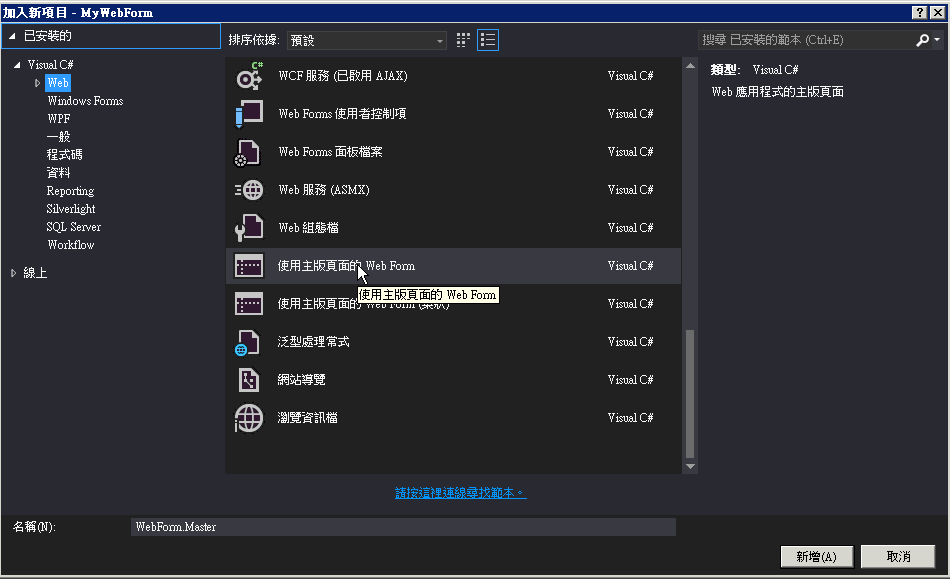 加入新項目 - MyWebForm
已安裝的
排序依據: 預設
搜尋 已安裝的範本 (Ctrl+E)
Visual C#
Web
Windows Forms
WPF
一般
程式碼
資料
Reporting
Silverlight
SQL Server
Workflow
線上
WCF 服務 (已啟用 AJAX) Visual C#
Web Forms 使用者控制項 Visual C#
Web Forms 面板檔案 Visual C#
Web 服務 (ASMX) Visual C#
Web 組態檔 Visual C#
使用主版頁面的 Web Form Visual C#
使用主版頁面的 Web Form
使用主版頁面的 Web Form (巢狀) Visual C#
泛型處理常式 Visual C#
網站導覽 Visual C#
瀏覽資訊檔 Visual C#
類型: Visual C#
Web 應用程式的主版頁面
請按這裡連線尋找範本。
名稱(N): WebForm.Master
新增(A) 取消